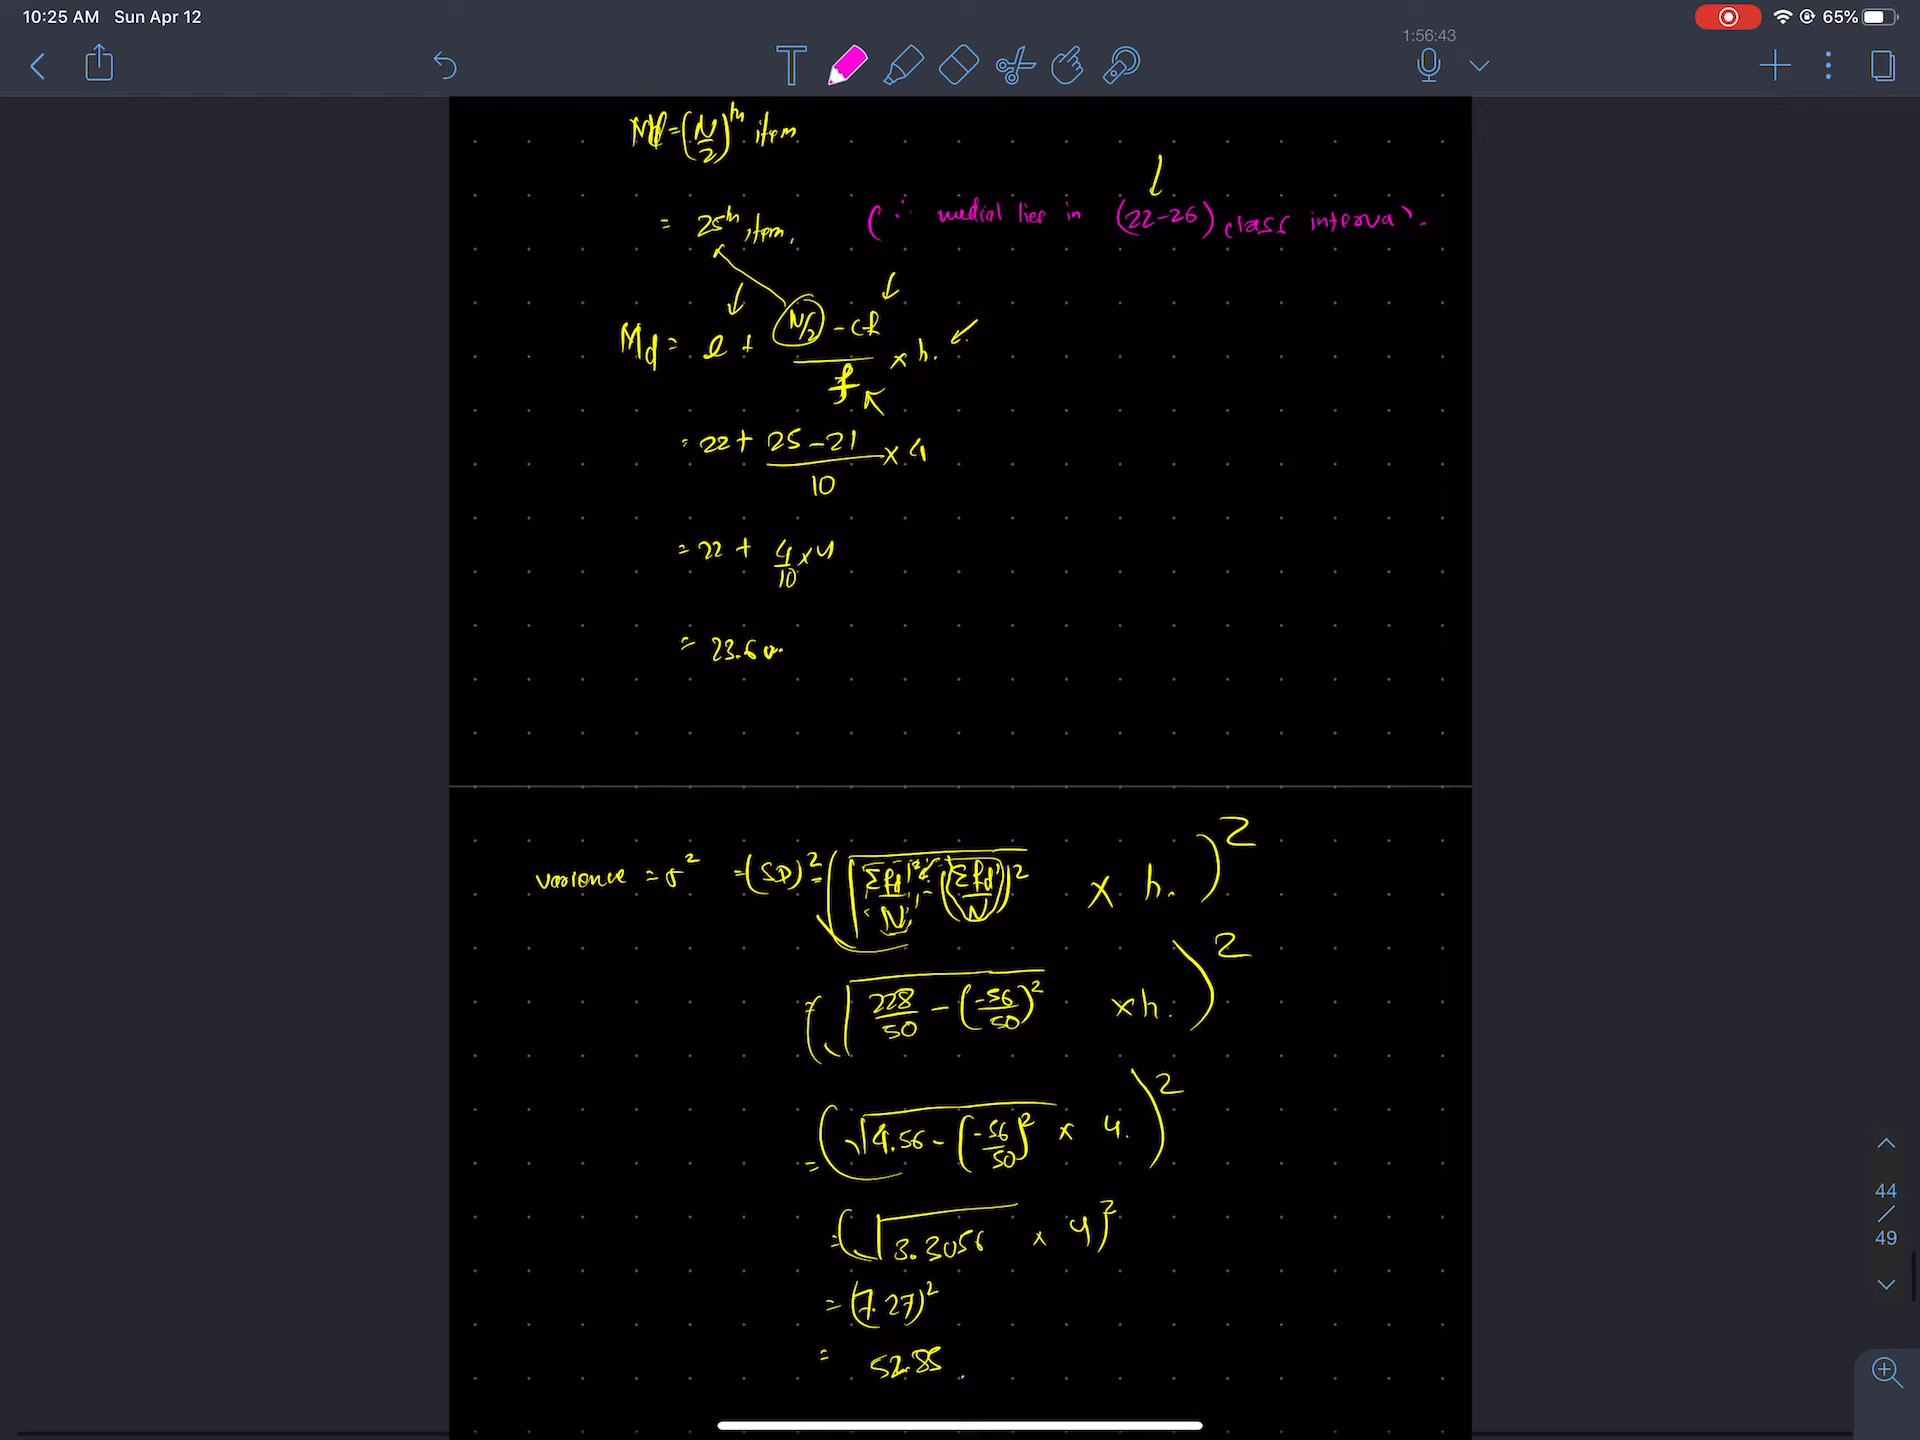 10:25 AM Sun Apr 12
65%
1:56:43
T
Md = (N/2)^th item
= 25^th item.
(∴ medial lies in (22-26) class interval).
Md = l + (N/2 - cf)/f × h.
= 22 + (25 - 21)/10 × 4
= 22 + 4/10 × 4
= 23.6
variance = σ² = (SD)² = (√(Σfd'²/N - (Σfd'/N)²) × h.)²
= (√(228/50 - (-56/50)²) × h.)²
= (√(4.56 - (-56/50)²) × 4.)²
= (√3.3056 × 4)²
= (7.27)²
= 52.85.
44
/
49